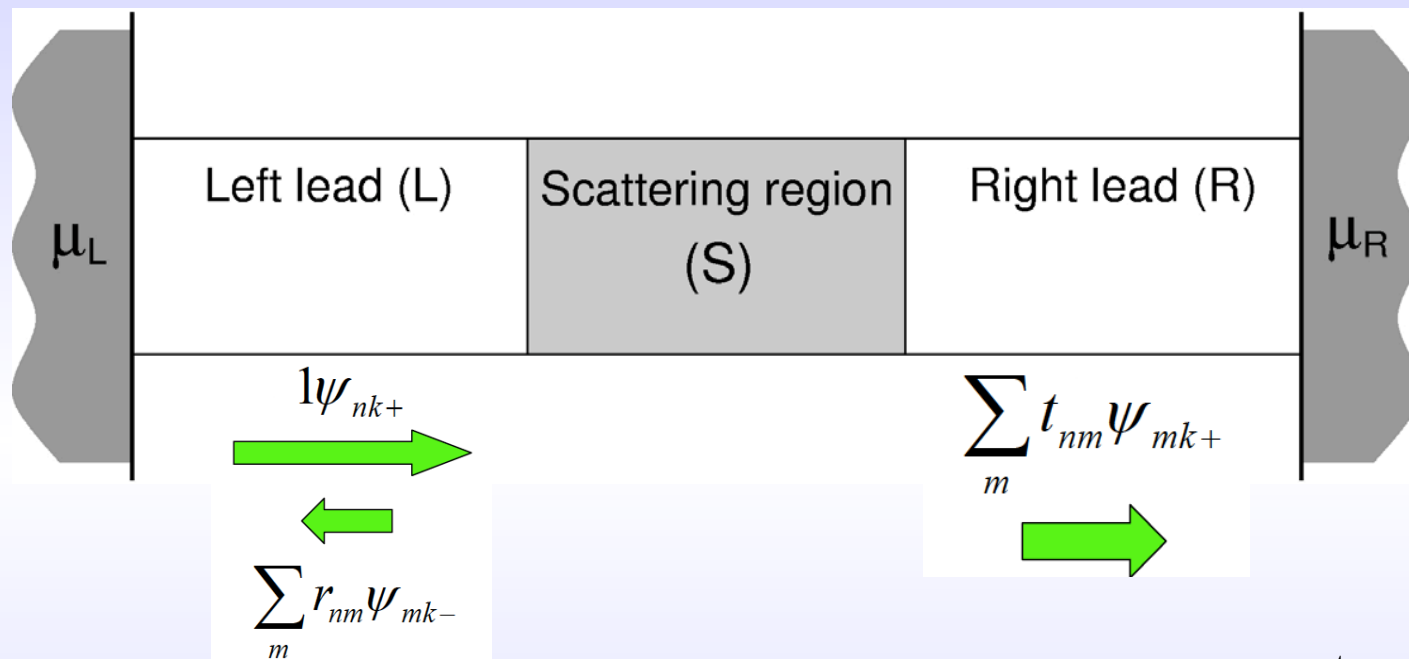 Left lead (L)
Scattering region
(S)
Right lead (R)
μL
μR
1ψnk+
∑m tnmψmk+
∑m rnmψmk−